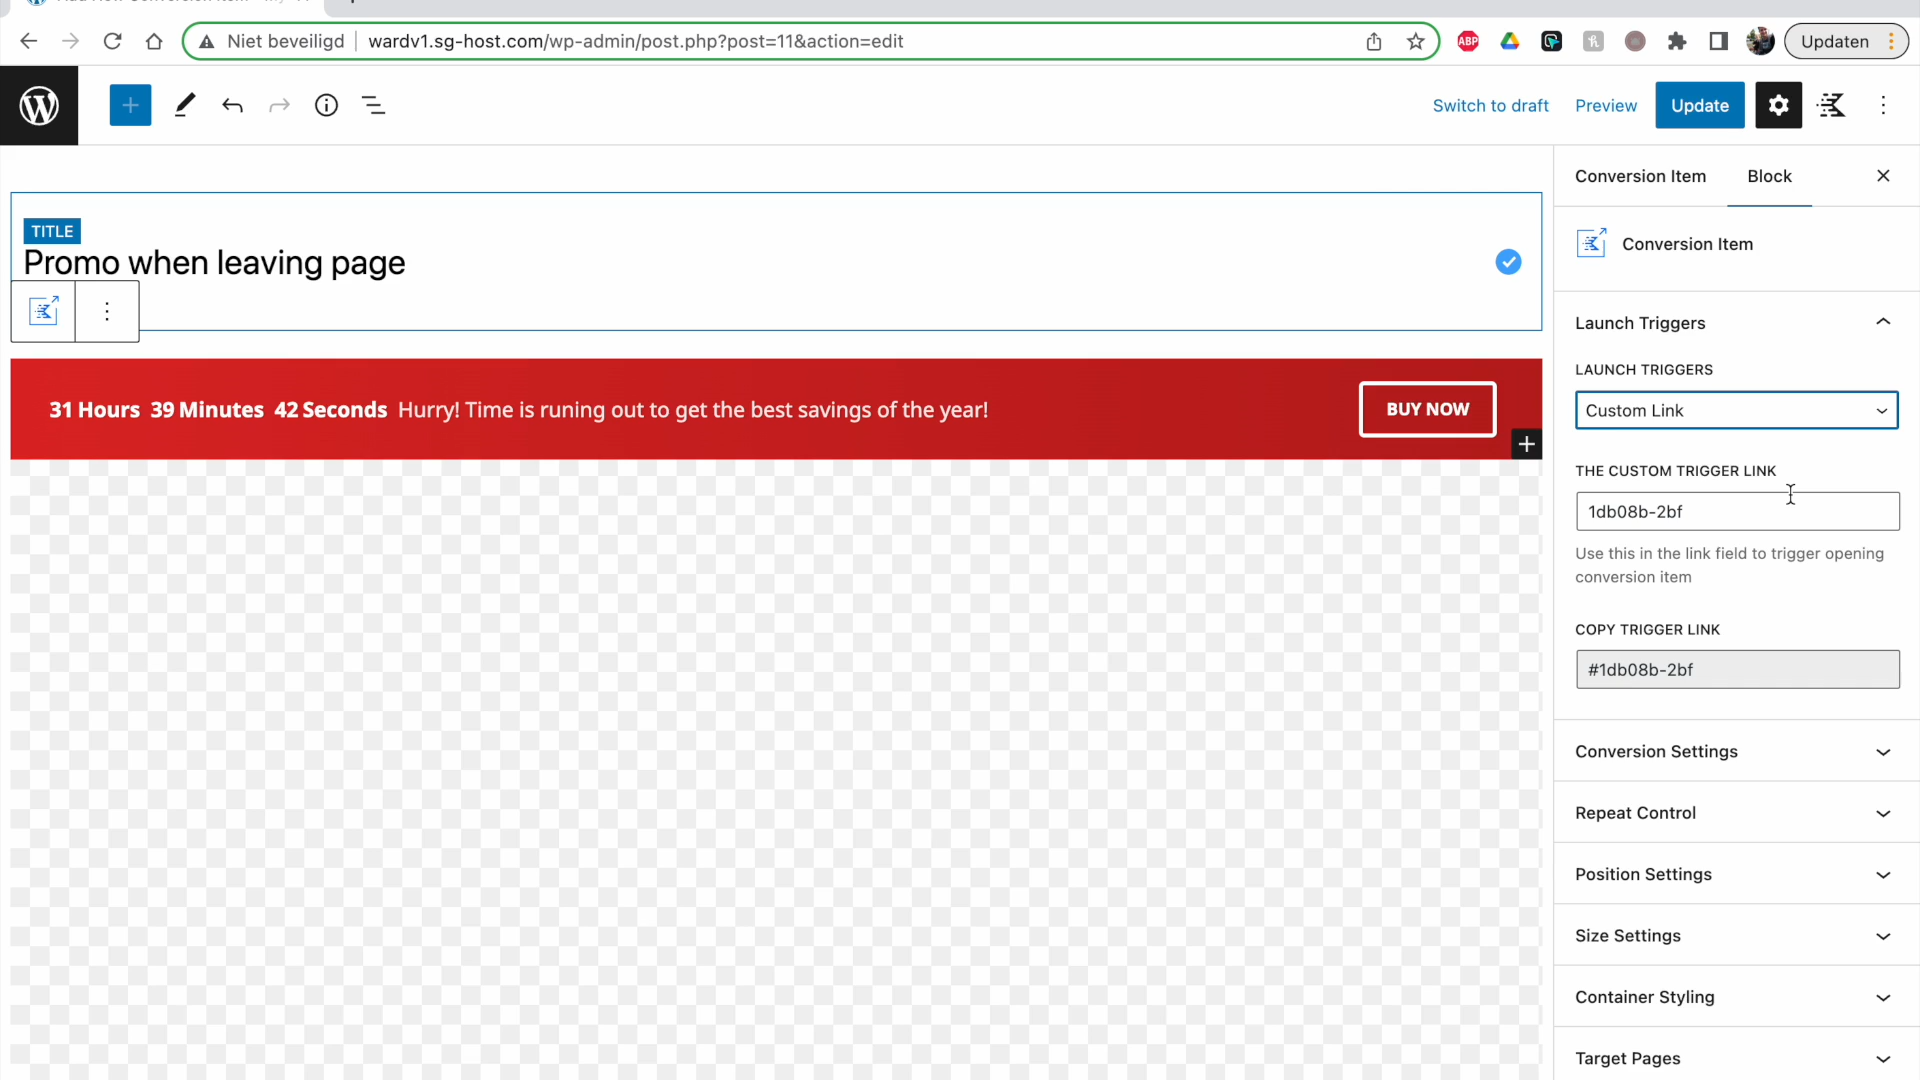 Niet beveiligd
wardv1.sg-host.com/wp-admin/post.php?post=11&action=edit
ABP
Updaten
Switch to draft
Preview
Update
Conversion Item
Block
TITLE
Promo when leaving page
Conversion Item
Launch Triggers
LAUNCH TRIGGERS
Custom Link
31 Hours 39 Minutes 42 Seconds Hurry! Time is runing out to get the best savings of the year!
BUY NOW
THE CUSTOM TRIGGER LINK
1db08b-2bf
Use this in the link field to trigger opening
conversion item
COPY TRIGGER LINK
#1db08b-2bf
Conversion Settings
Repeat Control
Position Settings
Size Settings
Container Styling
Target Pages